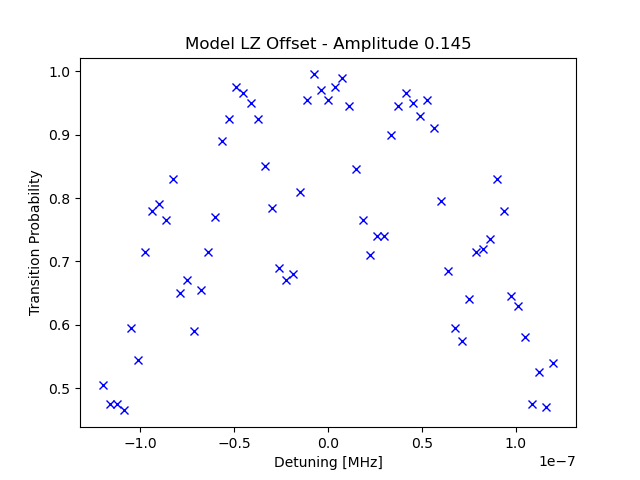 Model LZ Offset - Amplitude 0.145
Transition Probability
1.0
0.9
0.8
0.7
0.6
0.5
−1.0 −0.5 0.0 0.5 1.0
1e−7
Detuning [MHz]